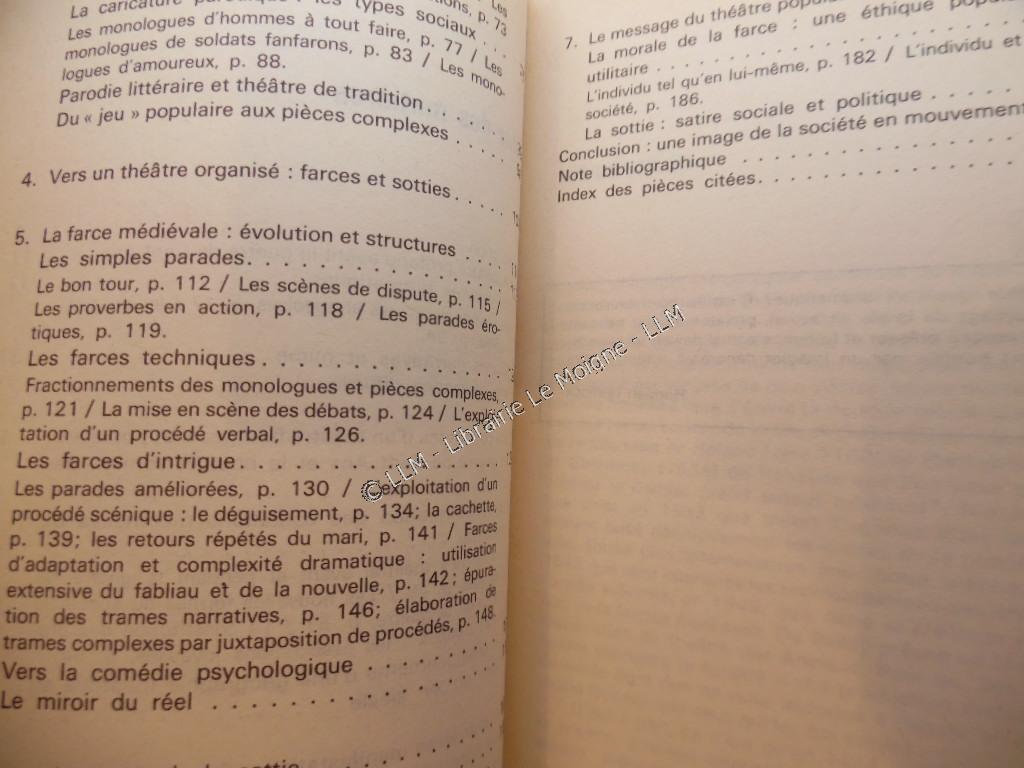 La caricature parodique : les types sociaux . . .
Les monologues d'hommes à tout faire, p. 77 / Les
monologues de soldats fanfarons, p. 83 / Les mono-
logues d'amoureux, p. 88.
Parodie littéraire et théâtre de tradition . . . . . .
Du « jeu » populaire aux pièces complexes . . . . .
4. Vers un théâtre organisé : farces et sotties . . . . .
5. La farce médiévale : évolution et structures . . . .
Les simples parades. . . . . . . . . . . . . . . .
Le bon tour, p. 112 / Les scènes de dispute, p. 115 /
Les proverbes en action, p. 118 / Les parades éro-
tiques, p. 119.
Les farces techniques . . . . . . . . . . . . . . .
Fractionnements des monologues et pièces complexes,
p. 121 / La mise en scène des débats, p. 124 / L'exploi-
tation d'un procédé verbal, p. 126.
Les farces d'intrigue. . . . . . . . . . . . . . . .
Les parades améliorées, p. 130 / L'exploitation d'un
procédé scénique : le déguisement, p. 134; la cachette,
p. 139; les retours répétés du mari, p. 141 / Farces
d'adaptation et complexité dramatique : utilisation
extensive du fabliau et de la nouvelle, p. 142; épura-
tion des trames narratives, p. 146; élaboration de
trames complexes par juxtaposition de procédés, p. 148.
Vers la comédie psychologique . . . . . . . . .
Le miroir du réel . . . . . . . . . . . . . . . .
sottie . . . . . . . .
7. Le message du théâtre
La morale de la farce : une éthique
utilitaire . . . . . . . . . . . . . . . .
L'individu tel qu'en lui-même, p. 182 / L'individu et
société, p. 186.
La sottie : satire sociale et politique . . . . . .
Conclusion : une image de la société en mouvement
Note bibliographique . . . . . . . . . . . . . . .
Index des pièces citées. . . . . . . . . . . . . . .
© LLM - Librairie Le Moigne - LLM